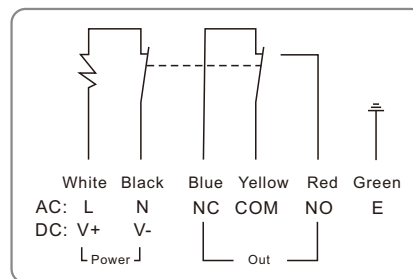 White Black Blue Yellow Red Green
AC: L N NC COM NO E
DC: V+ V-
Power Out